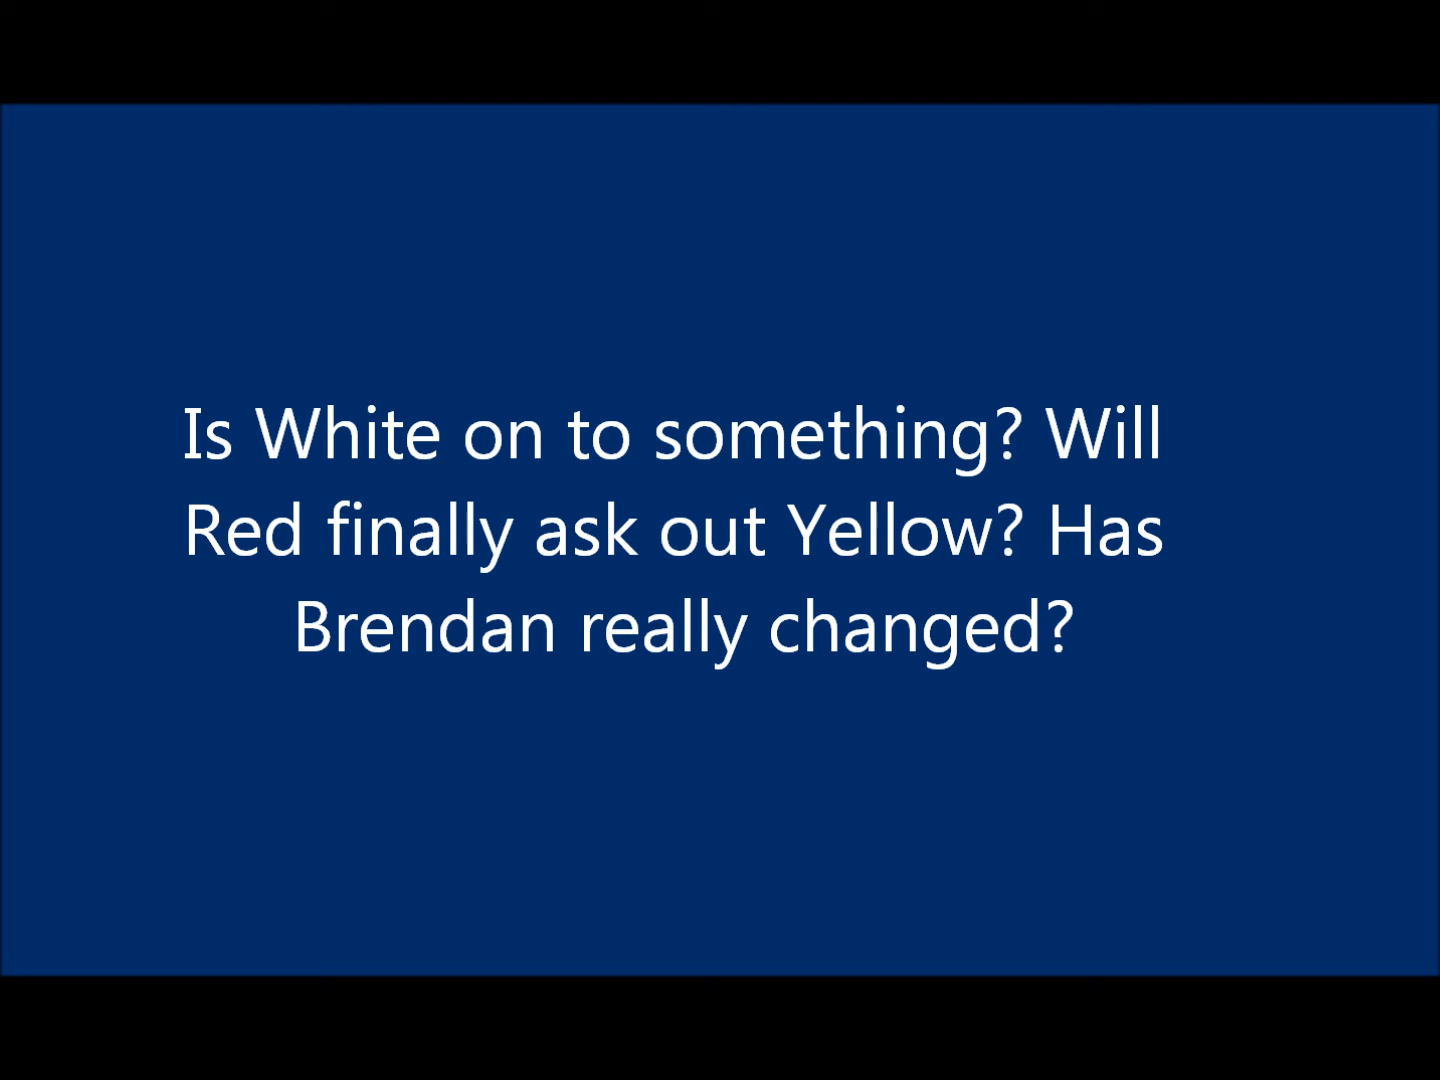 Is White on to something? Will
Red finally ask out Yellow? Has
Brendan really changed?